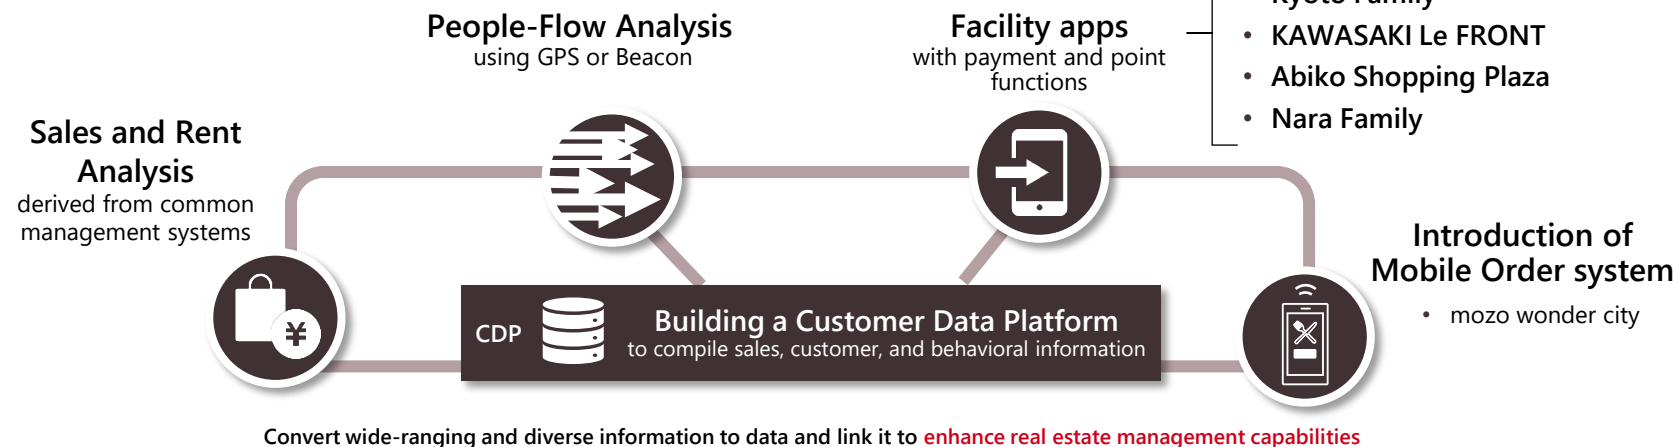 People-Flow Analysis
using GPS or Beacon
Facility apps
with payment and point
functions
Kyoto Family
• KAWASAKI Le FRONT
• Abiko Shopping Plaza
• Nara Family
Sales and Rent
Analysis
derived from common
management systems
¥
Introduction of
Mobile Order system
• mozo wonder city
CDP
Building a Customer Data Platform
to compile sales, customer, and behavioral information
Convert wide-ranging and diverse information to data and link it to enhance real estate management capabilities